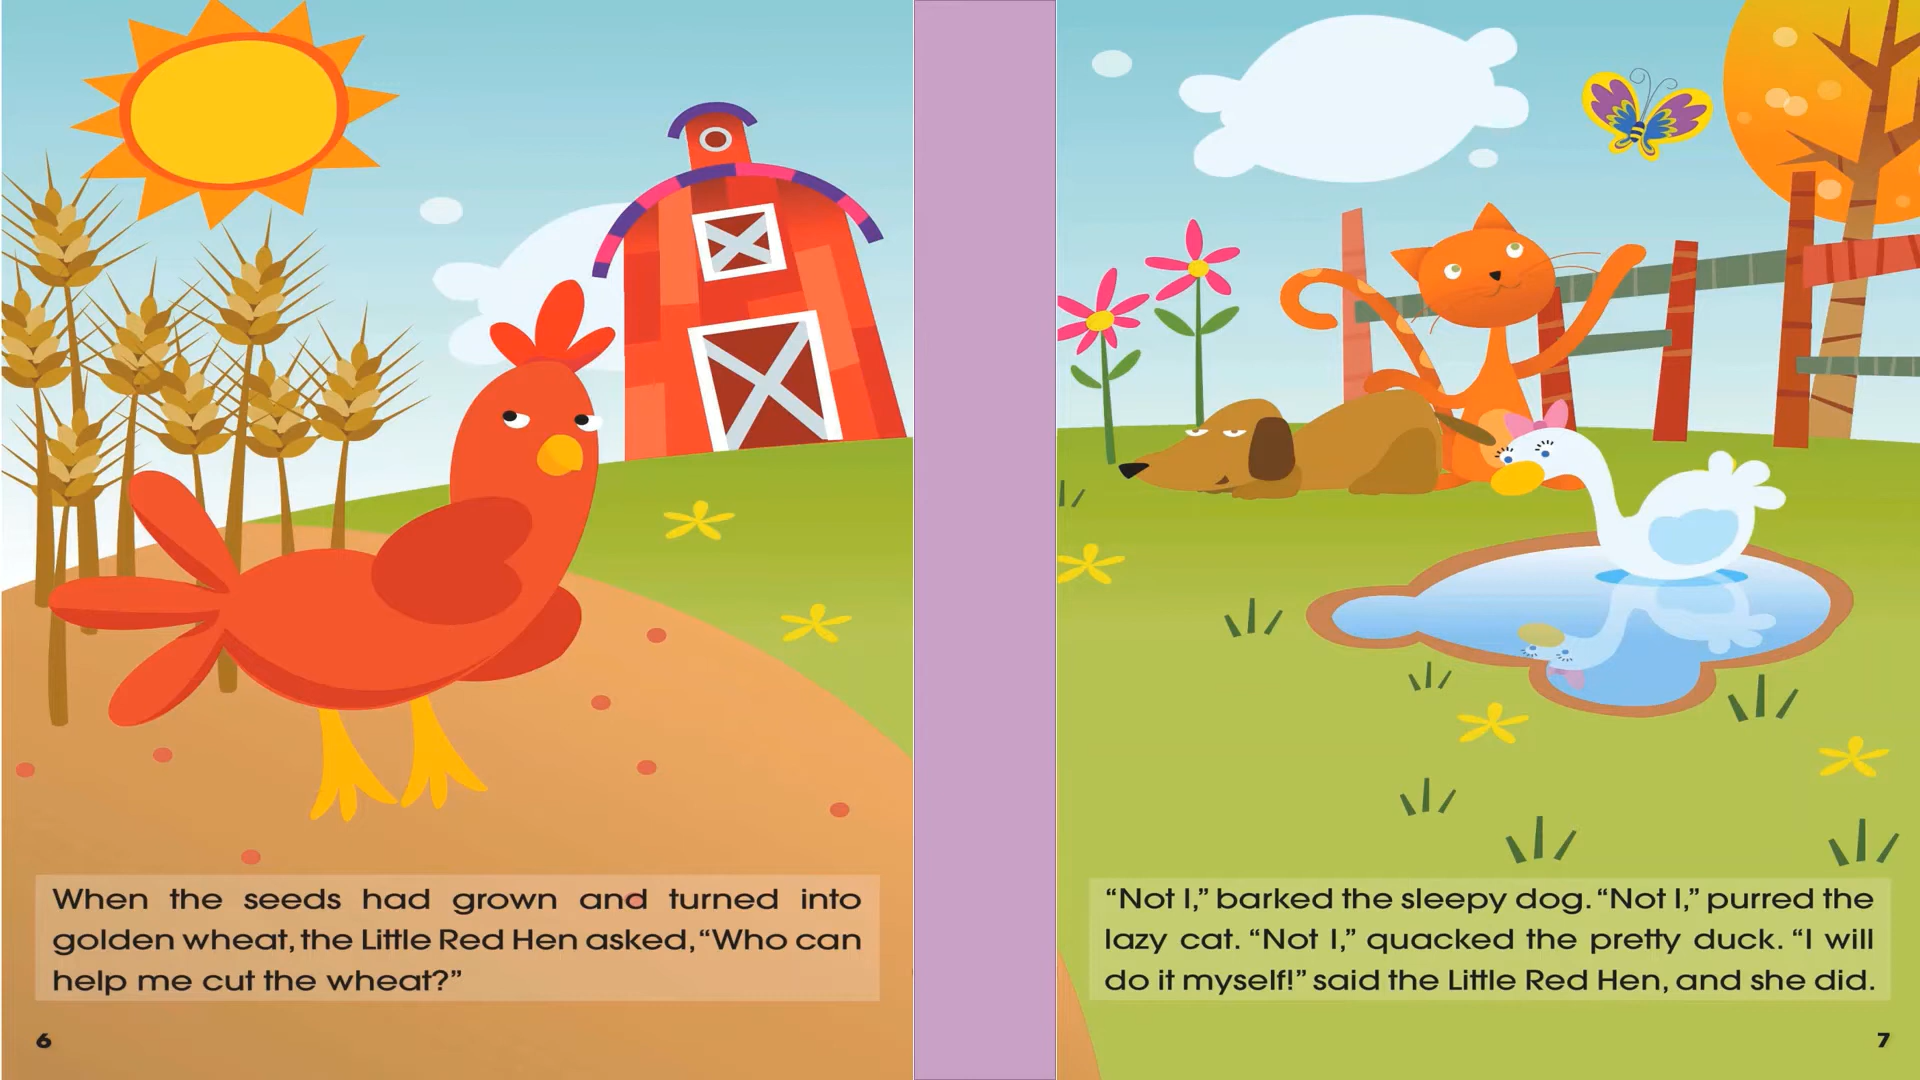 When the seeds had grown and turned into
golden wheat, the Little Red Hen asked, “Who can
help me cut the wheat?”
6
“Not I,” barked the sleepy dog. “Not I,” purred the
lazy cat. “Not I,” quacked the pretty duck. “I will
do it myself!” said the Little Red Hen, and she did.
7